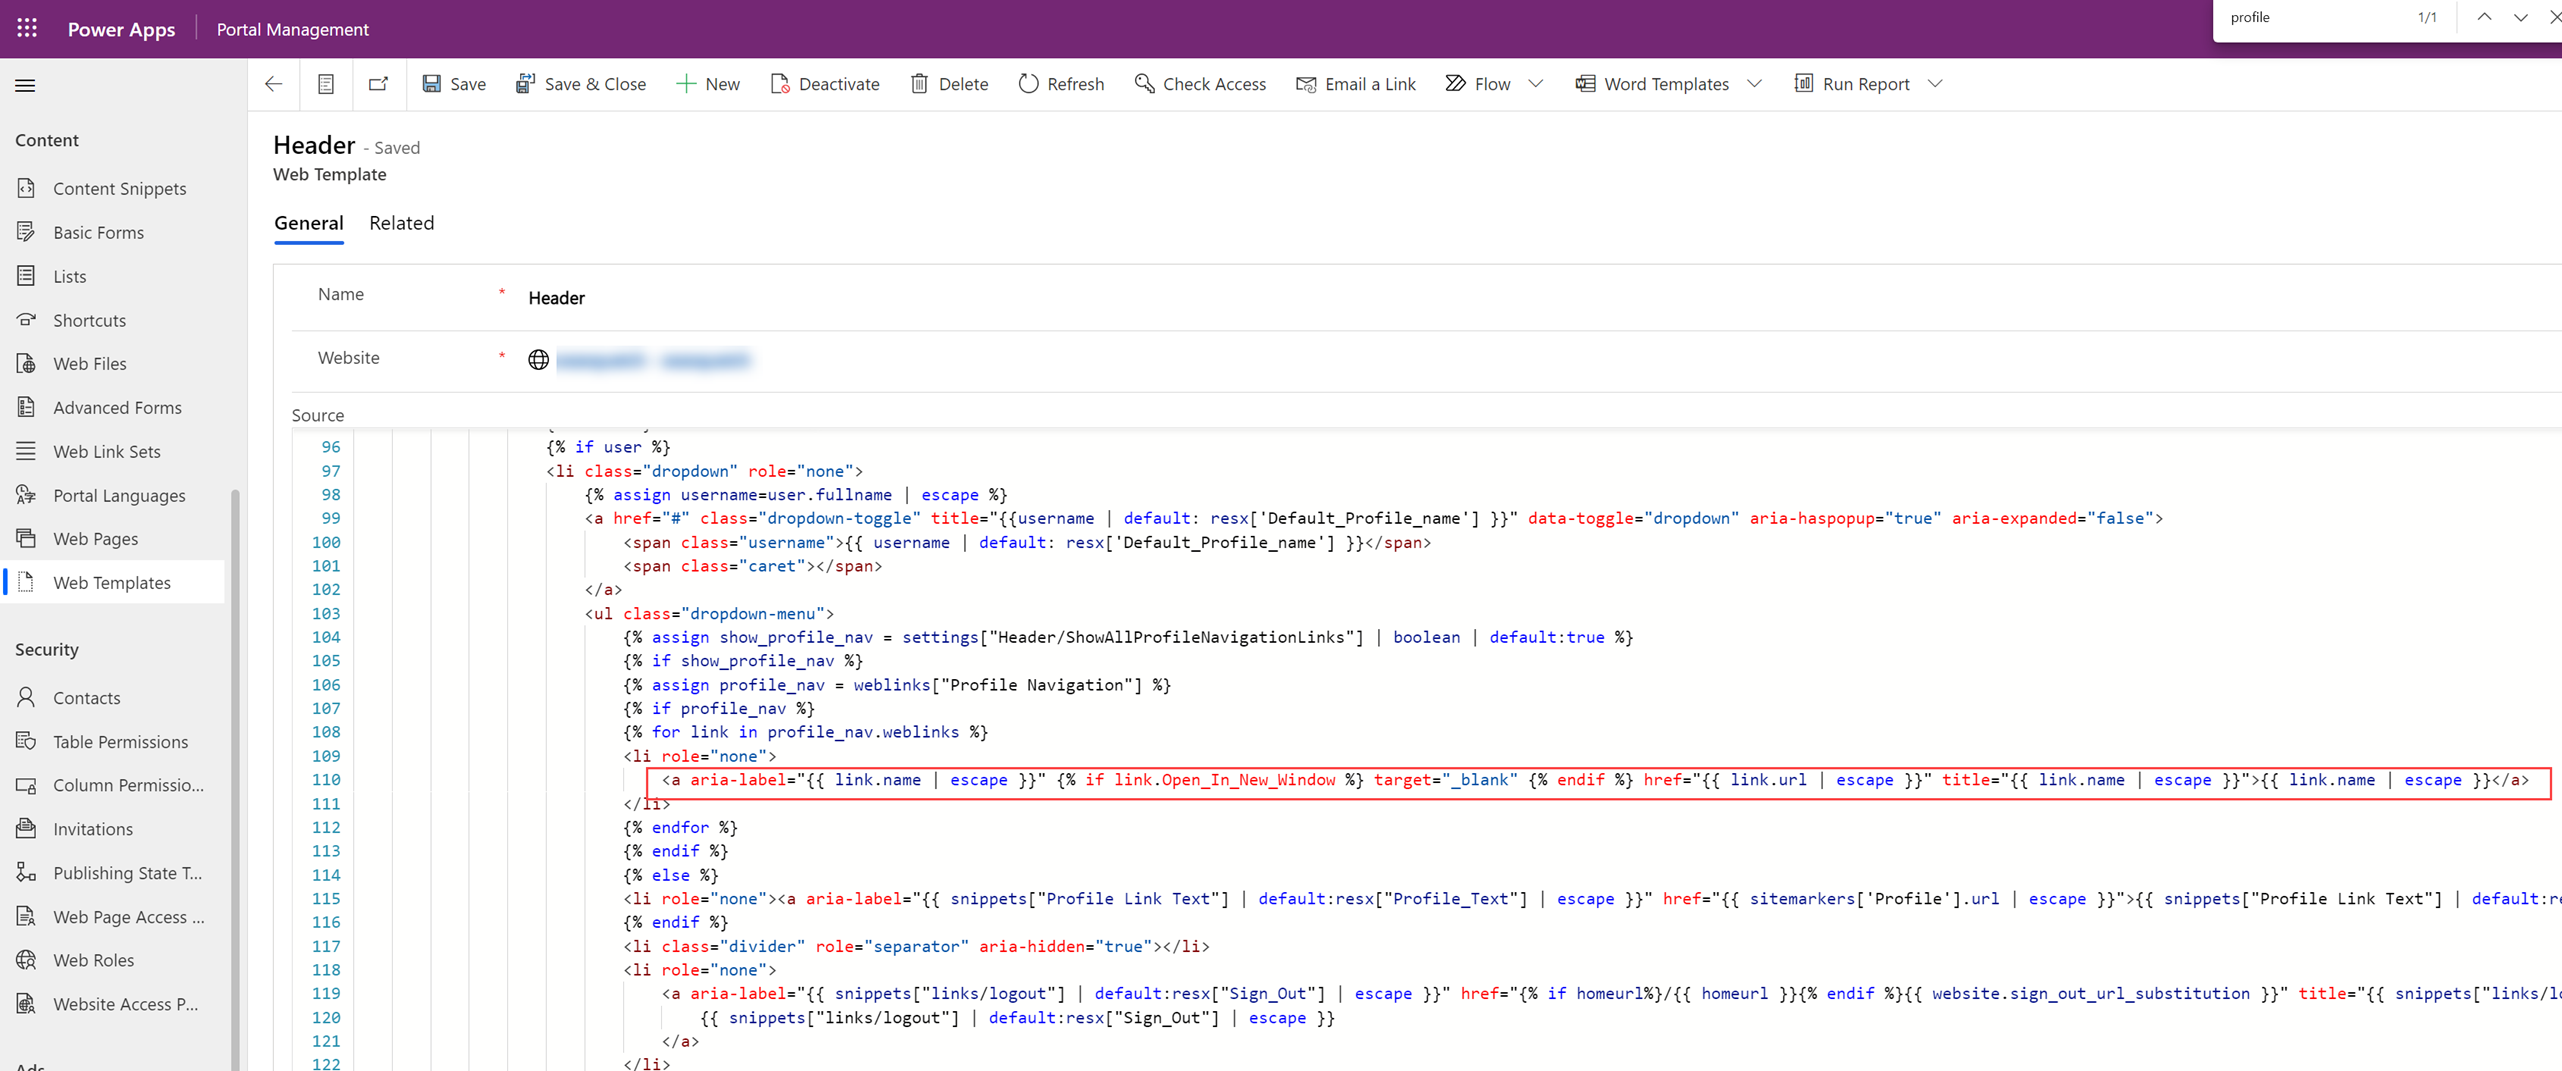 Power Apps
Portal Management
profile
1/1
Save
Save & Close
New
Deactivate
Delete
Refresh
Check Access
Email a Link
Flow
Word Templates
Run Report
Content
Content Snippets
Basic Forms
Lists
Shortcuts
Web Files
Advanced Forms
Web Link Sets
Portal Languages
Web Pages
Web Templates
Security
Contacts
Table Permissions
Column Permissio...
Invitations
Publishing State T...
Web Page Access ...
Web Roles
Website Access P...
Ads
Header - Saved
Web Template
General
Related
Name * Header
Website *
Source
96 {% if user %}
97 <li class="dropdown" role="none">
98 {% assign username=user.fullname | escape %}
99 <a href="#" class="dropdown-toggle" title="{{username | default: resx['Default_Profile_name'] }}" data-toggle="dropdown" aria-haspopup="true" aria-expanded="false">
100 <span class="username">{{ username | default: resx['Default_Profile_name'] }}</span>
101 <span class="caret"></span>
102 </a>
103 <ul class="dropdown-menu">
104 {% assign show_profile_nav = settings["Header/ShowAllProfileNavigationLinks"] | boolean | default:true %}
105 {% if show_profile_nav %}
106 {% assign profile_nav = weblinks["Profile Navigation"] %}
107 {% if profile_nav %}
108 {% for link in profile_nav.weblinks %}
109 <li role="none">
110 <a aria-label="{{ link.name | escape }}" {% if link.Open_In_New_Window %} target="_blank" {% endif %} href="{{ link.url | escape }}" title="{{ link.name | escape }}">{{ link.name | escape }}</a>
111 </li>
112 {% endfor %}
113 {% endif %}
114 {% else %}
115 <li role="none"><a aria-label="{{ snippets["Profile Link Text"] | default:resx["Profile_Text"] | escape }}" href="{{ sitemarkers['Profile'].url | escape }}">{{ snippets["Profile Link Text"] | default:re
116 {% endif %}
117 <li class="divider" role="separator" aria-hidden="true"></li>
118 <li role="none">
119 <a aria-label="{{ snippets["links/logout"] | default:resx["Sign_Out"] | escape }}" href="{% if homeurl%}/{{ homeurl }}{% endif %}{{ website.sign_out_url_substitution }}" title="{{ snippets["links/lo
120 {{ snippets["links/logout"] | default:resx["Sign_Out"] | escape }}
121 </a>
122 </li>